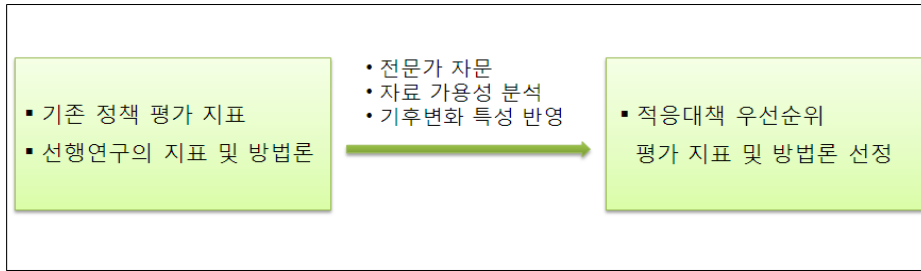 ▪ 기존 정책 평가 지표
▪ 선행연구의 지표 및 방법론
• 전문가 자문
• 자료 가용성 분석
• 기후변화 특성 반영
▪ 적응대책 우선순위
평가 지표 및 방법론 선정